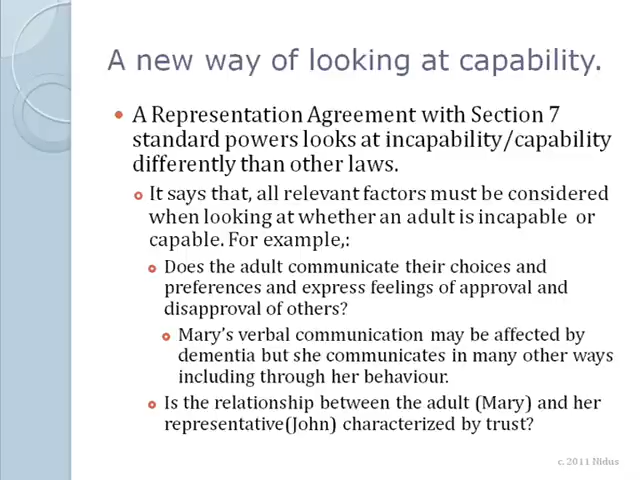 A new way of looking at capability.
A Representation Agreement with Section 7
standard powers looks at incapability/capability
differently than other laws.
It says that, all relevant factors must be considered
when looking at whether an adult is incapable or
capable. For example,:
Does the adult communicate their choices and
preferences and express feelings of approval and
disapproval of others?
Mary's verbal communication may be affected by
dementia but she communicates in many other ways
including through her behaviour.
Is the relationship between the adult (Mary) and her
representative(John) characterized by trust?
c. 2011 Nidus